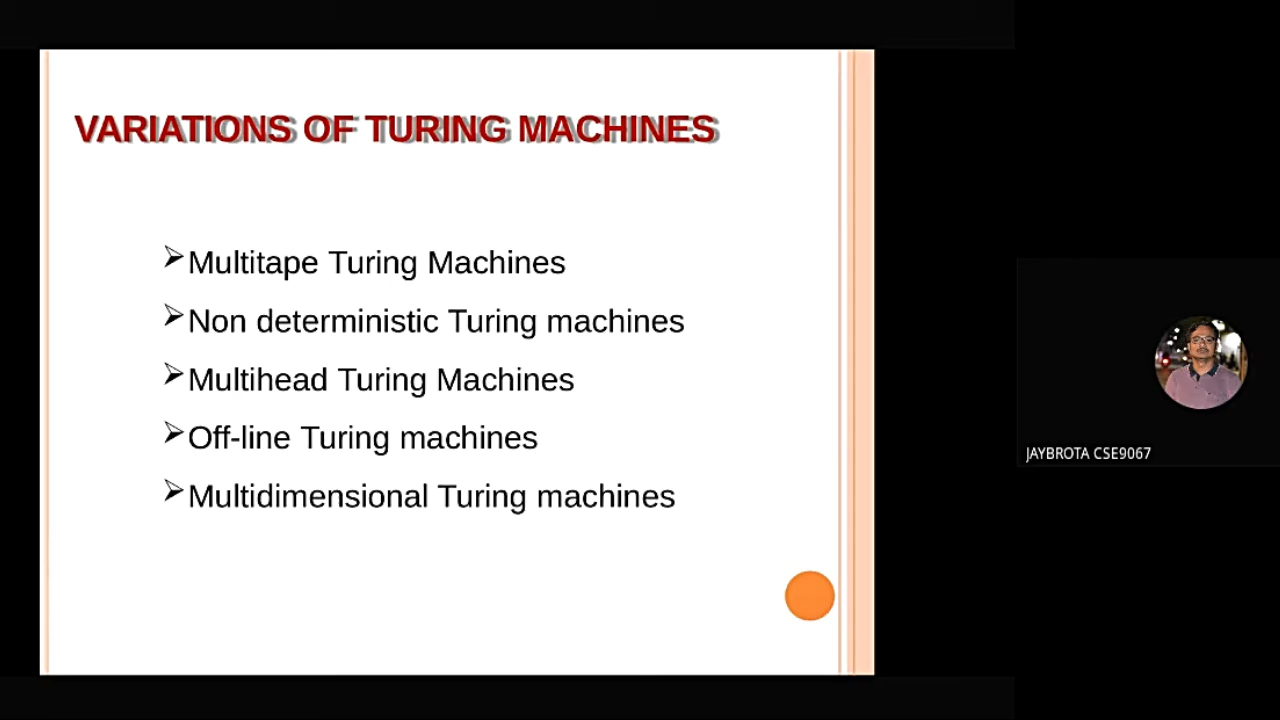 VARIATIONS OF TURING MACHINES
➢Multitape Turing Machines
➢Non deterministic Turing machines
➢Multihead Turing Machines
➢Off-line Turing machines
➢Multidimensional Turing machines
JAYBROTA CSE9067